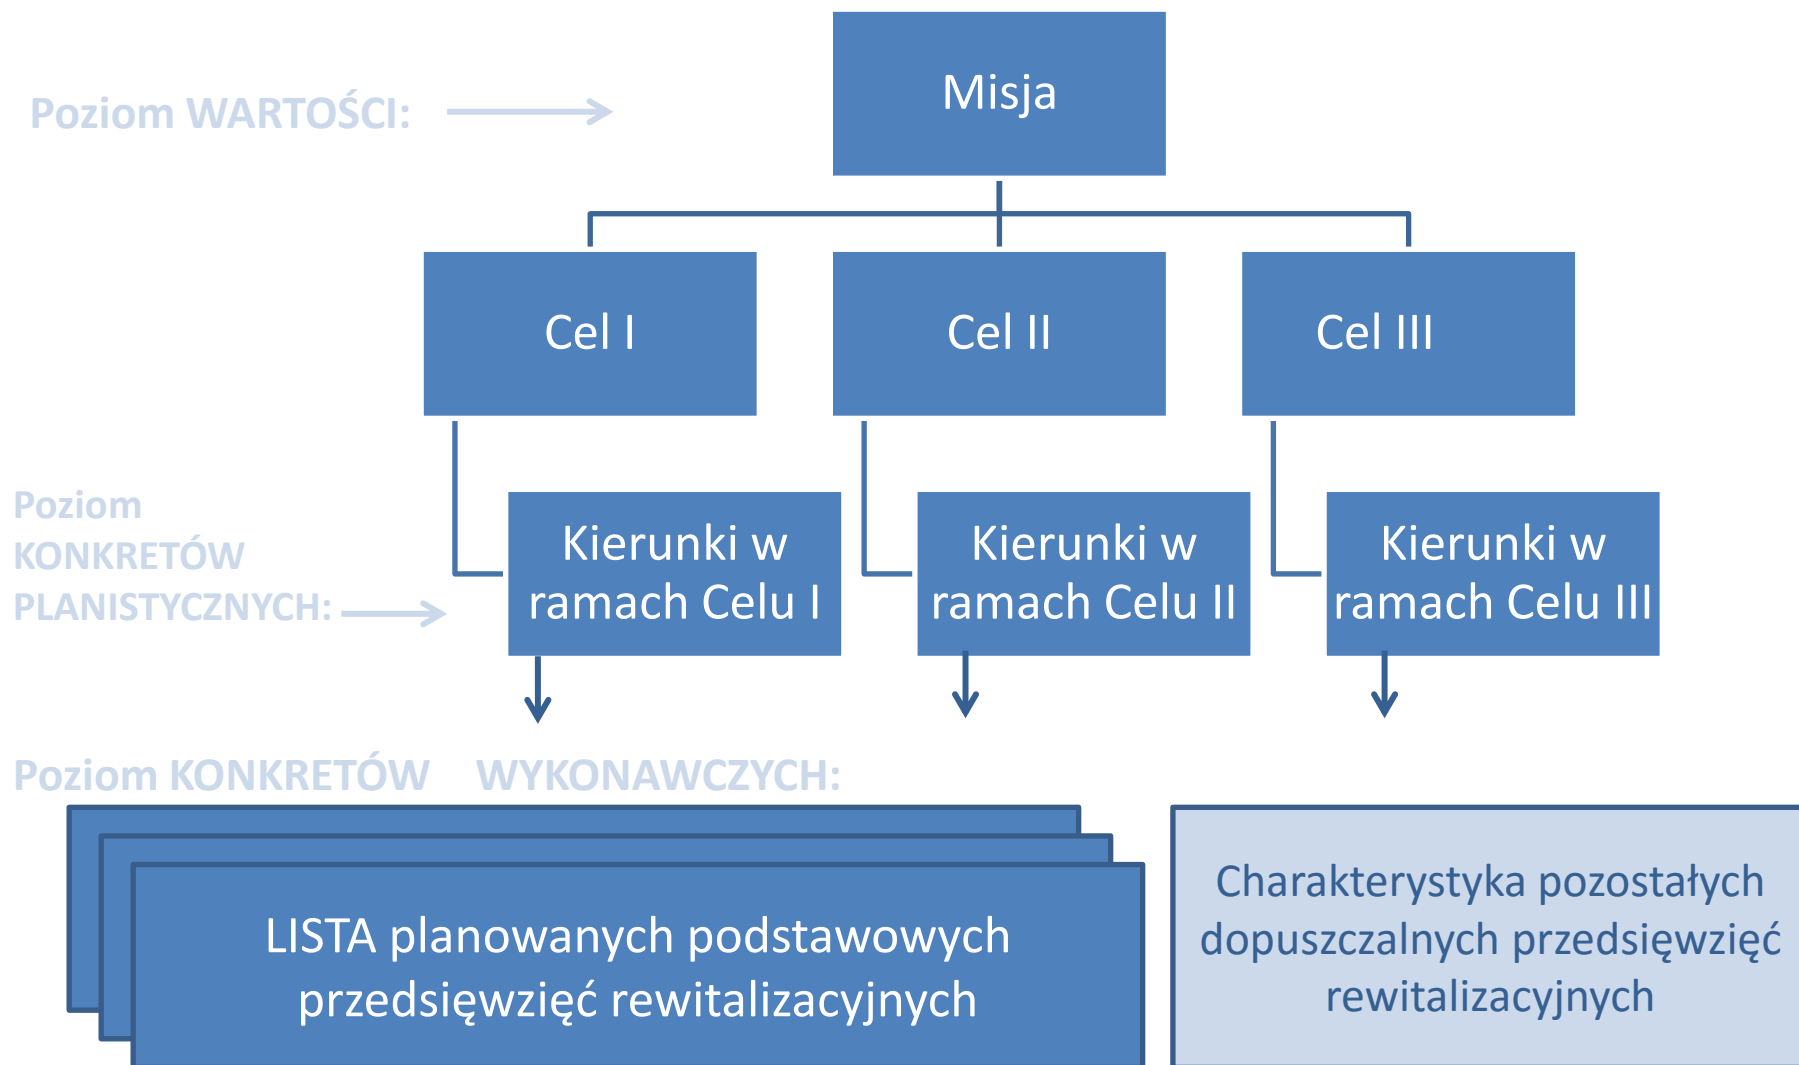 Misja
Poziom WARTOŚCI:
Cel I
Cel II
Cel III
Poziom
KONKRETÓW
PLANISTYCZNYCH:
Kierunki w
ramach Celu I
Kierunki w
ramach Celu II
Kierunki w
ramach Celu III
Poziom KONKRETÓW WYKONAWCZYCH:
LISTA planowanych podstawowych
przedsięwzięć rewitalizacyjnych
Charakterystyka pozostałych
dopuszczalnych przedsięwzięć
rewitalizacyjnych